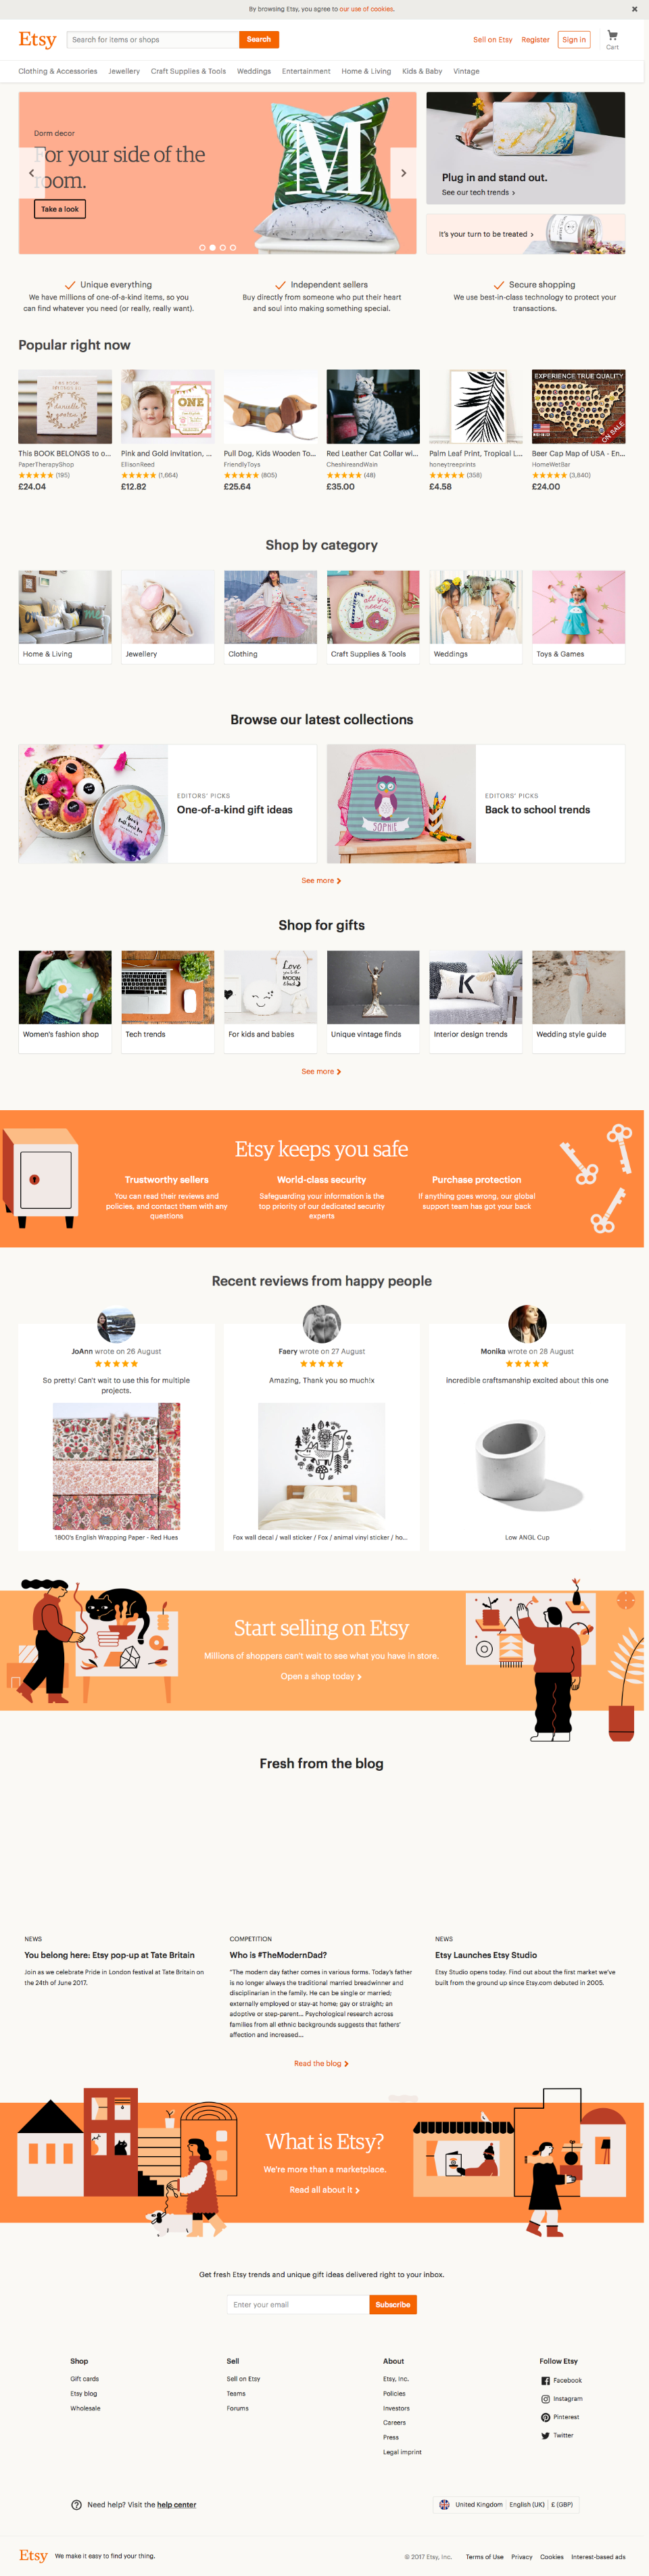 By browsing Etsy, you agree to our use of cookies.
Etsy
Search for items or shops
Search
Sell on Etsy
Register
Sign in
Cart
Clothing & Accessories
Jewellery
Craft Supplies & Tools
Weddings
Entertainment
Home & Living
Kids & Baby
Vintage
Dorm decor
For your side of the
room.
Take a look
M
Plug in and stand out.
See our tech trends
It's your turn to be treated
Unique everything
We have millions of one-of-a-kind items, so you
can find whatever you need (or really, really want).
Independent sellers
Buy directly from someone who put their heart
and soul into making something special.
Secure shopping
We use best-in-class technology to protect your
transactions.
Popular right now
ONE
EXPERIENCE TRUE QUALITY
ON SALE
This BOOK BELONGS to o...
PaperTherapyShop
(195)
£24.04
Pink and Gold Invitation, ...
EllisonReed
(1,664)
£12.82
Pull Dog, Kids Wooden To...
FriendlyToys
(805)
£25.64
Red Leather Cat Collar wi...
CheshireandWain
(48)
£35.00
Palm Leaf Print, Tropical L...
honeytreeprints
(358)
£4.58
Beer Cap Map of USA - En...
HomeWetBar
(3,840)
£24.00
Shop by category
Home & Living
Jewellery
Clothing
Craft Supplies & Tools
Weddings
Toys & Games
Browse our latest collections
EDITORS' PICKS
One-of-a-kind gift ideas
SOPHIE
EDITORS' PICKS
Back to school trends
See more
Shop for gifts
Love
MOON
K
Women's fashion shop
Tech trends
For kids and babies
Unique vintage finds
Interior design trends
Wedding style guide
See more
Etsy keeps you safe
Trustworthy sellers
You can read their reviews and
policies, and contact them with any
questions
World-class security
Safeguarding your information is the
top priority of our dedicated security
experts
Purchase protection
If anything goes wrong, our global
support team has got your back
Recent reviews from happy people
JoAnn wrote on 26 August
So pretty! Can't wait to use this for multiple
projects.
1800's English Wrapping Paper - Red Hues
Faery wrote on 27 August
Amazing, Thank you so much!x
Fox wall decal / wall sticker / Fox / animal vinyl sticker / ho...
Monika wrote on 28 August
Incredible craftsmanship excited about this one
Low ANGL Cup
Start selling on Etsy
Millions of shoppers can't wait to see what you have in store.
Open a shop today
Fresh from the blog
NEWS
You belong here: Etsy pop-up at Tate Britain
Join as we celebrate Pride in London festival at Tate Britain on
the 24th of June 2017.
COMPETITION
Who is #TheModernDad?
"The modern day father comes in various forms. Today's father
is no longer always the traditional married breadwinner and
disciplinarian in the family. He can be single or married;
externally employed or stay-at home; gay or straight; an
adoptive or step-parent... Psychological research across
families from all ethnic backgrounds suggests that fathers'
affection and increased...
NEWS
Etsy Launches Etsy Studio
Etsy Studio opens today. Find out about the first market we've
built from the ground up since Etsy.com debuted in 2005.
Read the blog
What is Etsy?
We're more than a marketplace.
Read all about it
Get fresh Etsy trends and unique gift ideas delivered right to your inbox.
Enter your email
Subscribe
Shop
Gift cards
Etsy blog
Wholesale
Sell
Sell on Etsy
Teams
Forums
About
Etsy, Inc.
Policies
Investors
Careers
Press
Legal imprint
Follow Etsy
Facebook
Instagram
Pinterest
Twitter
Need help? Visit the help center
United Kingdom
English (UK)
£ (GBP)
Etsy
We make it easy to find your thing.
© 2017 Etsy, Inc.
Terms of Use
Privacy
Cookies
Interest-based ads